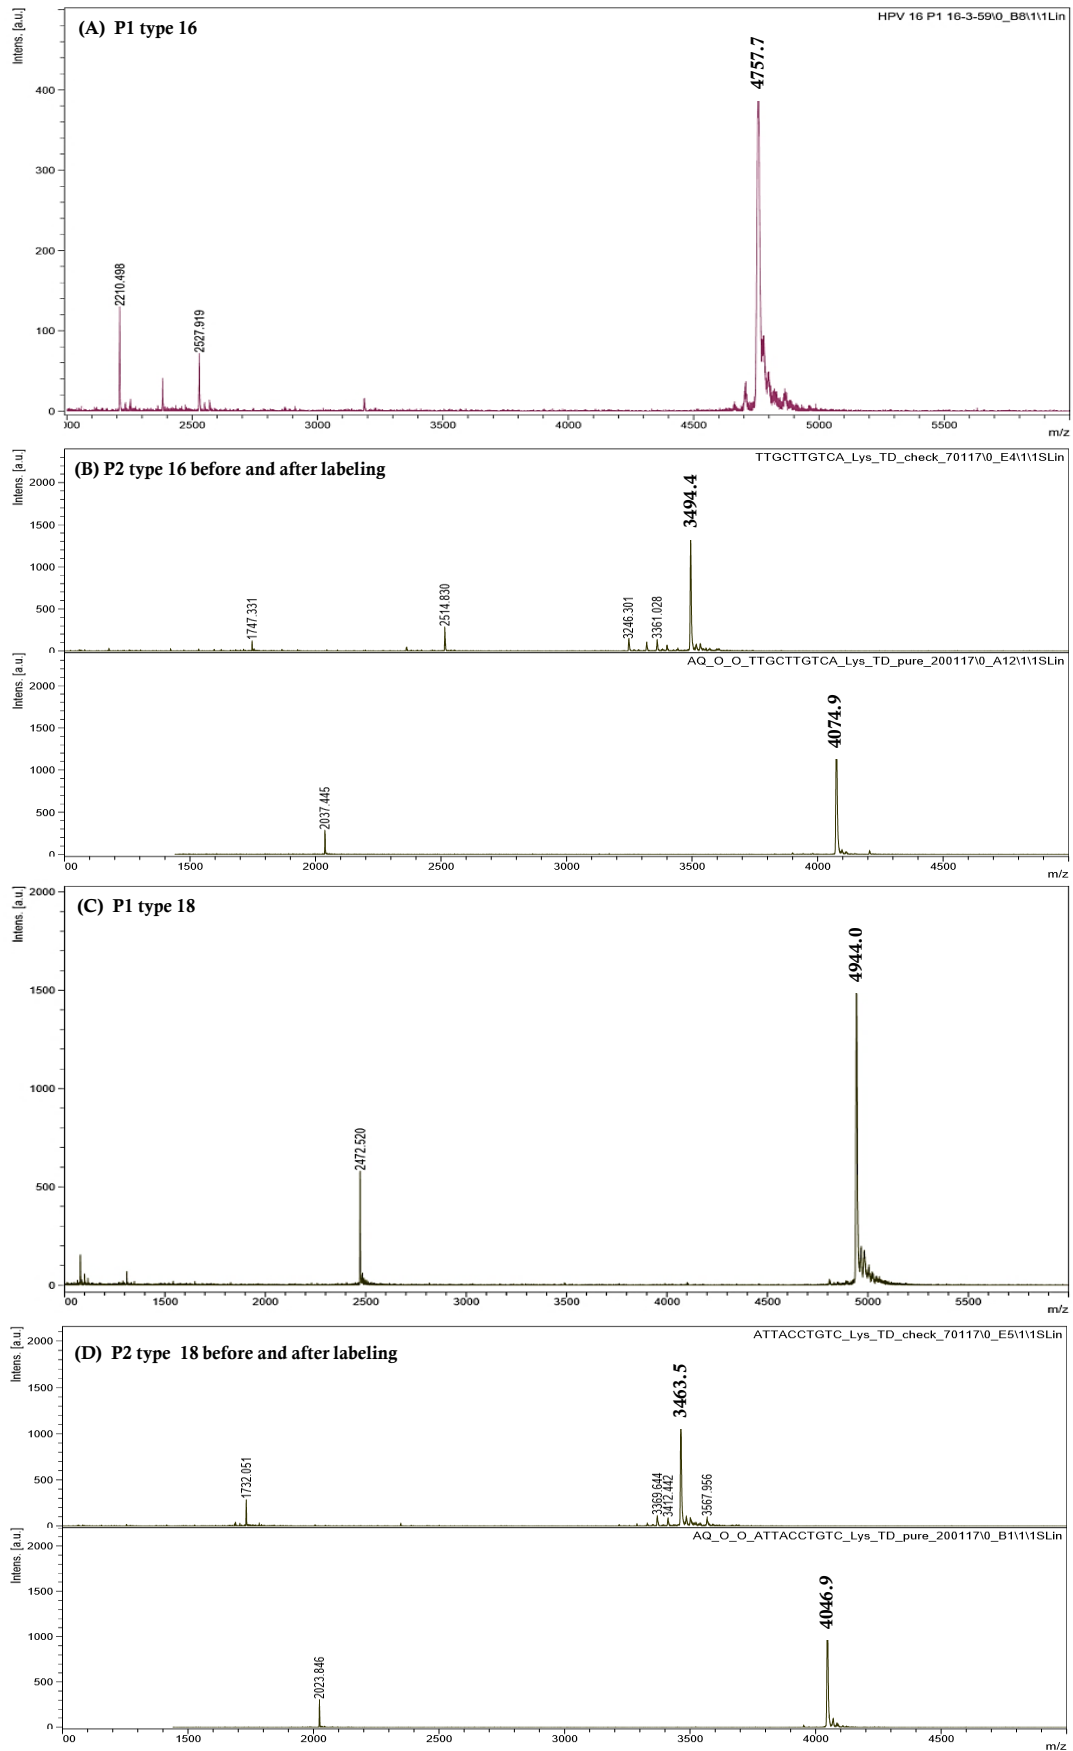 (A) P1 type 16
HPV 16 P1 16-3-59\0_B8\1\1Lin
Intens. [a.u.]
400
300
200
100
0
2210.498
2527.919
4757.7
000 2500 3000 3500 4000 4500 5000 5500
m/z
(B) P2 type 16 before and after labeling
TTGCTTGTCA_Lys_TD_check_70117\0_E4\1\1SLin
Intens. [a.u.]
2000
1500
1000
500
0
1747.331
2514.830
3246.301
3361.028
3494.4
AQ_O_O_TTGCTTGTCA_Lys_TD_pure_200117\0_A12\1\1SLin
Intens. [a.u.]
2000
1500
1000
500
0
2037.445
4074.9
00 1500 2000 2500 3000 3500 4000 4500
m/z
(C) P1 type 18
Intens. [a.u.]
2000
1500
1000
500
0
2472.520
4944.0
00 1500 2000 2500 3000 3500 4000 4500 5000 5500
m/z
(D) P2 type 18 before and after labeling
ATTACCTGTC_Lys_TD_check_70117\0_E5\1\1SLin
Intens. [a.u.]
2000
1500
1000
500
0
1732.051
3369.644
3412.442
3463.5
3567.956
AQ_O_O_ATTACCTGTC_Lys_TD_pure_200117\0_B1\1\1SLin
Intens. [a.u.]
2000
1500
1000
500
0
2023.846
4046.9
00 1500 2000 2500 3000 3500 4000 4500
m/z